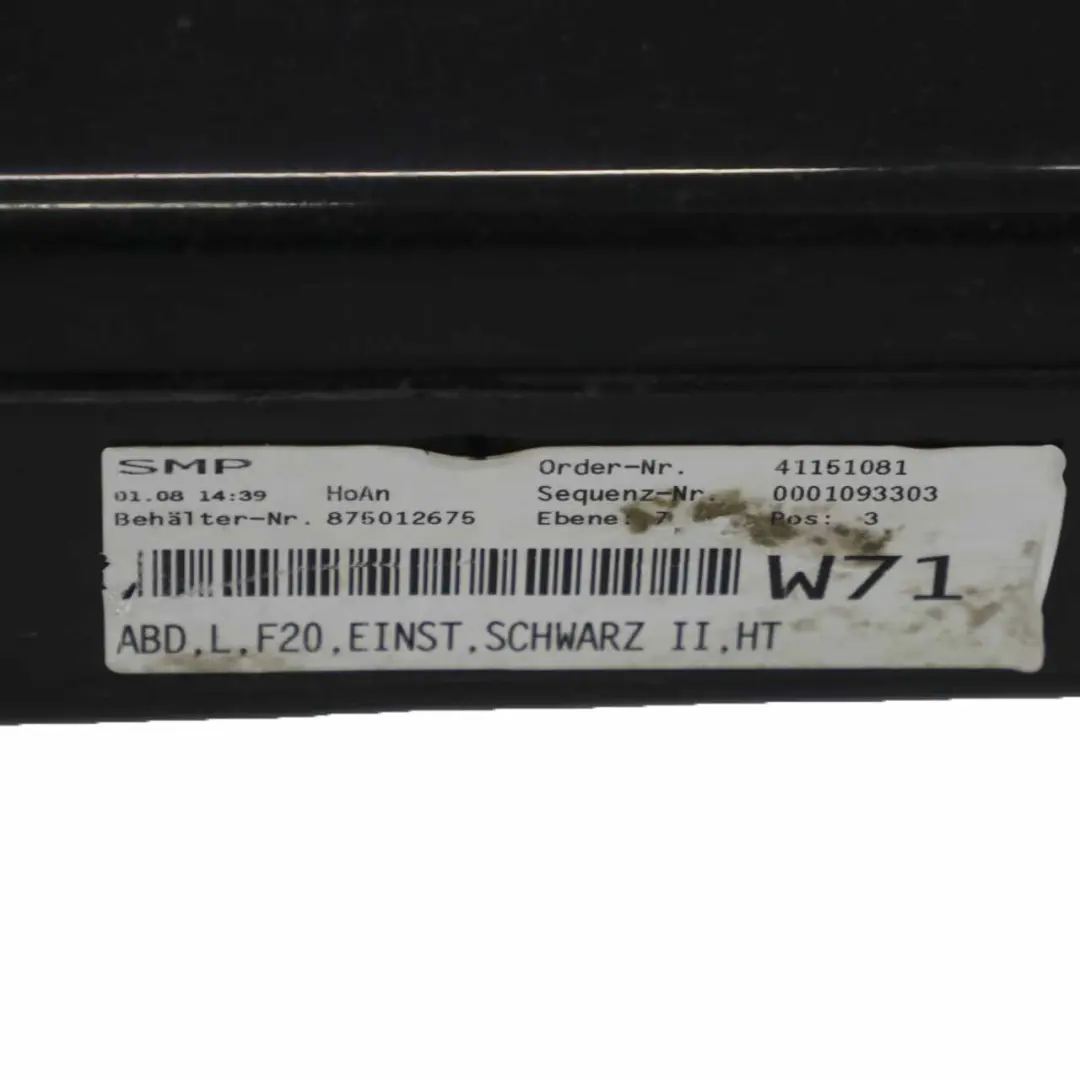 SMP Order-Nr. 41151081
01.08 14:39 HoAn Sequenz-Nr. 0001093303
Behälter-Nr. 875012675 Ebene: 7 Pos: 3
W71
ABD,L,F20,EINST,SCHWARZ II,HT